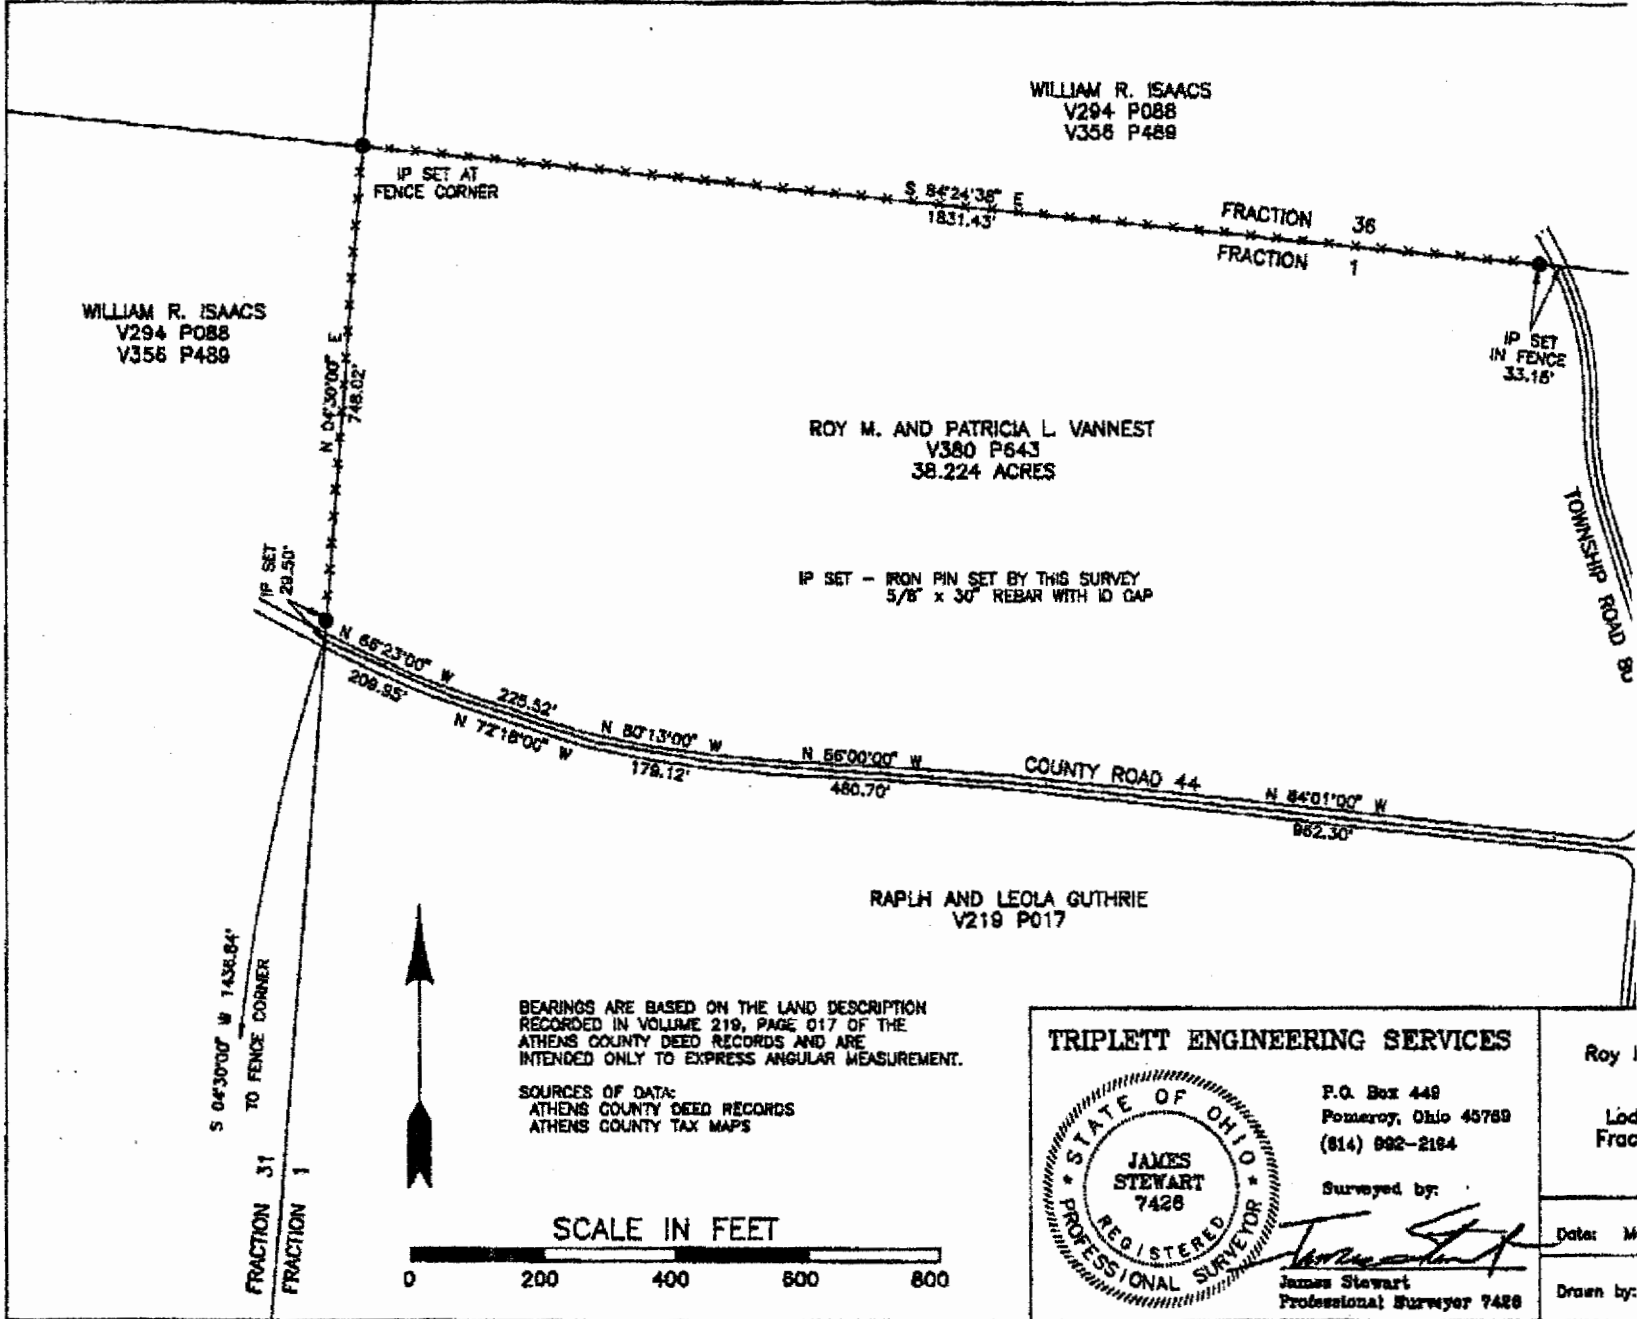 WILLIAM R. ISAACS
V294 P088
V356 P489
IP SET AT
FENCE CORNER
S 84°24'38" E
1831.43'
FRACTION 36
FRACTION 1
WILLIAM R. ISAACS
V294 P088
V356 P489
N 04°30'00" E
748.02'
IP SET
IN FENCE
33.15'
ROY M. AND PATRICIA L. VANNEST
V380 P643
38.224 ACRES
TOWNSHIP ROAD
IP SET
29.50'
IP SET - IRON PIN SET BY THIS SURVEY
5/8" x 30" REBAR WITH ID CAP
N 66°23'00" W
209.95'
225.52'
N 72°18'00" W
N 80°13'00" W
179.12'
N 86°00'00" W
480.70'
COUNTY ROAD 44
N 84°01'00" W
962.30'
RAPLH AND LEOLA GUTHRIE
V219 P017
S 04°30'00" W 1436.84'
TO FENCE CORNER
FRACTION 31
FRACTION 1
BEARINGS ARE BASED ON THE LAND DESCRIPTION
RECORDED IN VOLUME 219, PAGE 017 OF THE
ATHENS COUNTY DEED RECORDS AND ARE
INTENDED ONLY TO EXPRESS ANGULAR MEASUREMENT.
SOURCES OF DATA:
ATHENS COUNTY DEED RECORDS
ATHENS COUNTY TAX MAPS
SCALE IN FEET
0 200 400 600 800
TRIPLETT ENGINEERING SERVICES
STATE OF OHIO
JAMES
STEWART
7426
REGISTERED
PROFESSIONAL SURVEYOR
P.O. Box 449
Pomeroy, Ohio 45769
(614) 992-2184
Surveyed by:
James Stewart
Professional Surveyor 7426
Roy
Lod
Frac
Date: M
Drawn by: